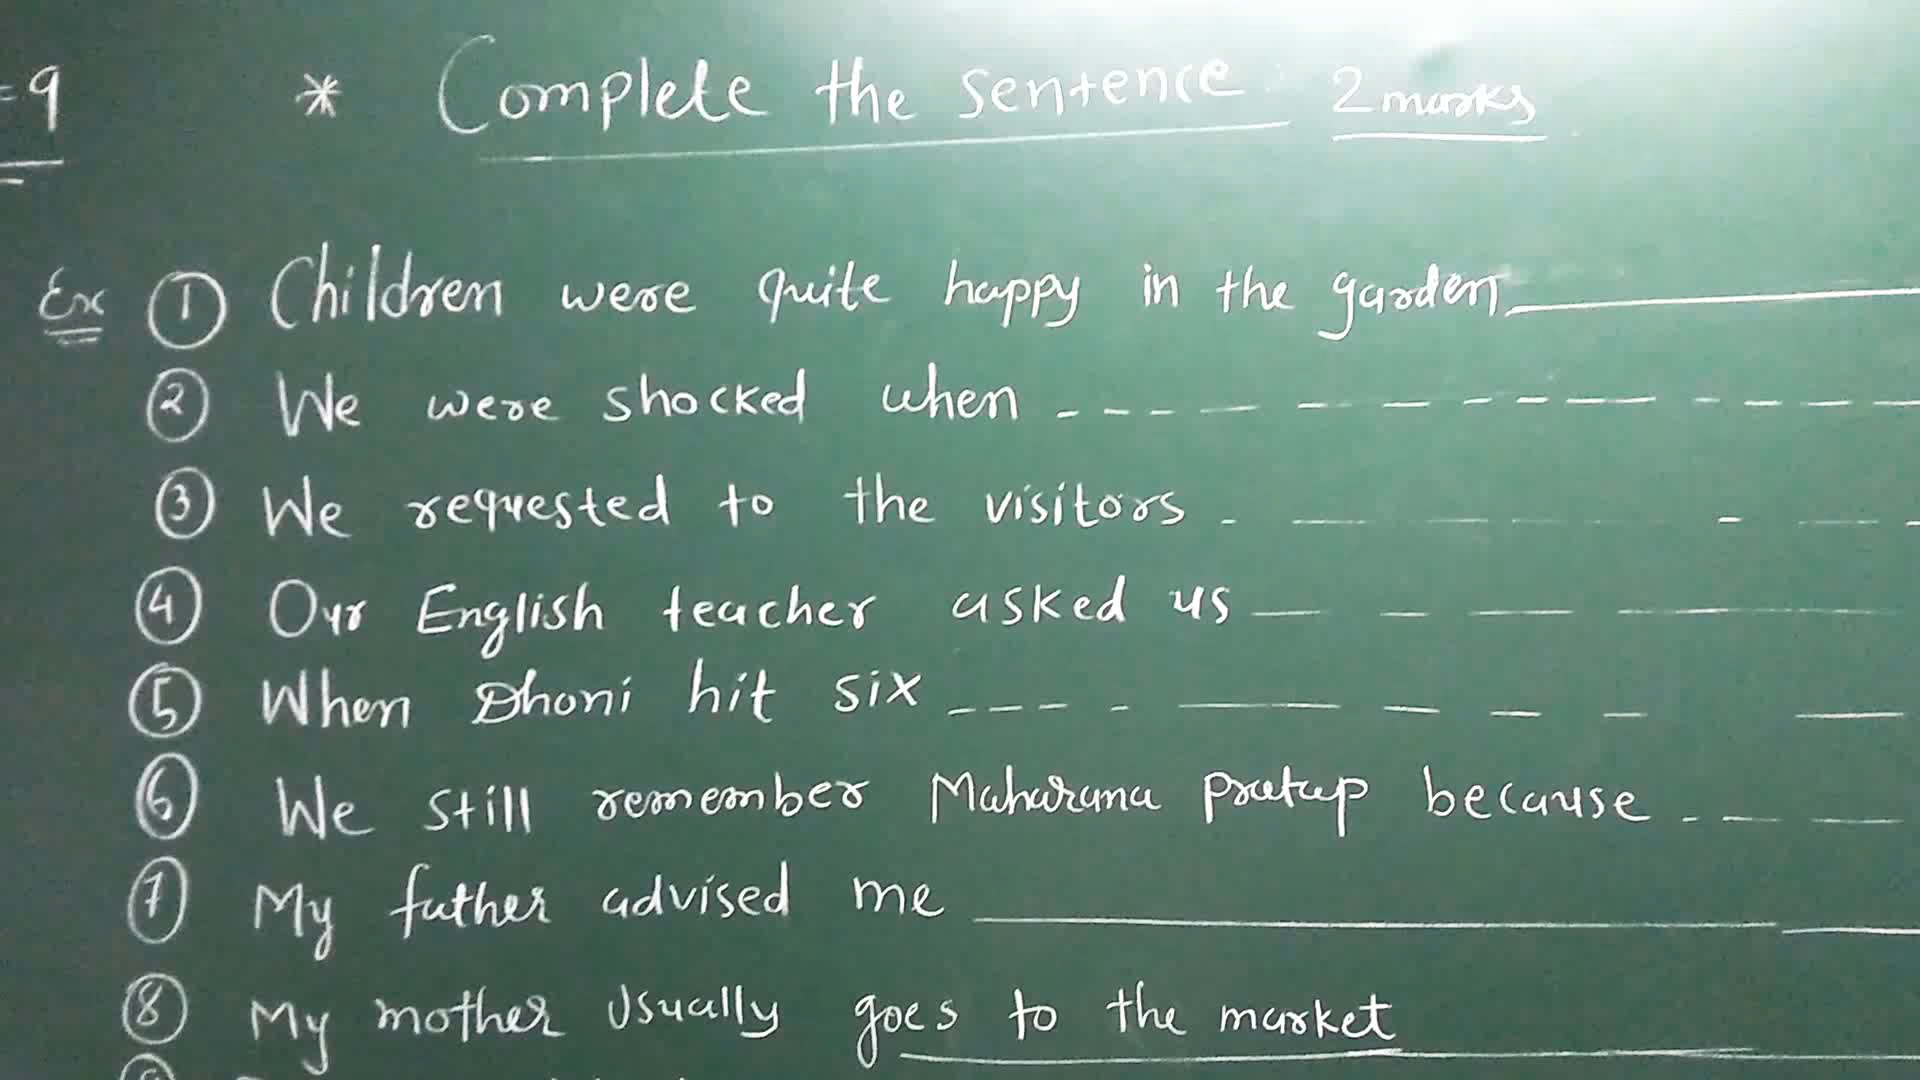 =9 * Complete the sentence: 2 marks
Ex ① Children were quite happy in the garden
② We were shocked when
③ We requested to the visitors
④ Our English teacher asked us
⑤ When Dhoni hit six
⑥ We still remember Maharana pratap because
⑦ My father advised me
⑧ My mother usually goes to the market